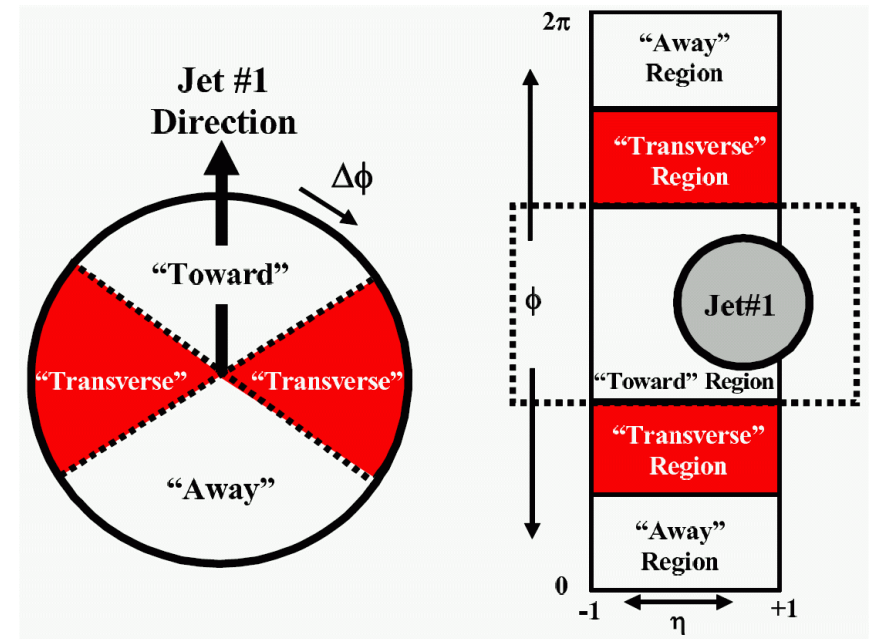 Jet #1
Direction
Δϕ
“Toward”
“Transverse” “Transverse”
“Away”
2π
“Away”
Region
“Transverse”
Region
ϕ
Jet#1
“Toward” Region
“Transverse”
Region
“Away”
Region
0
-1 η +1